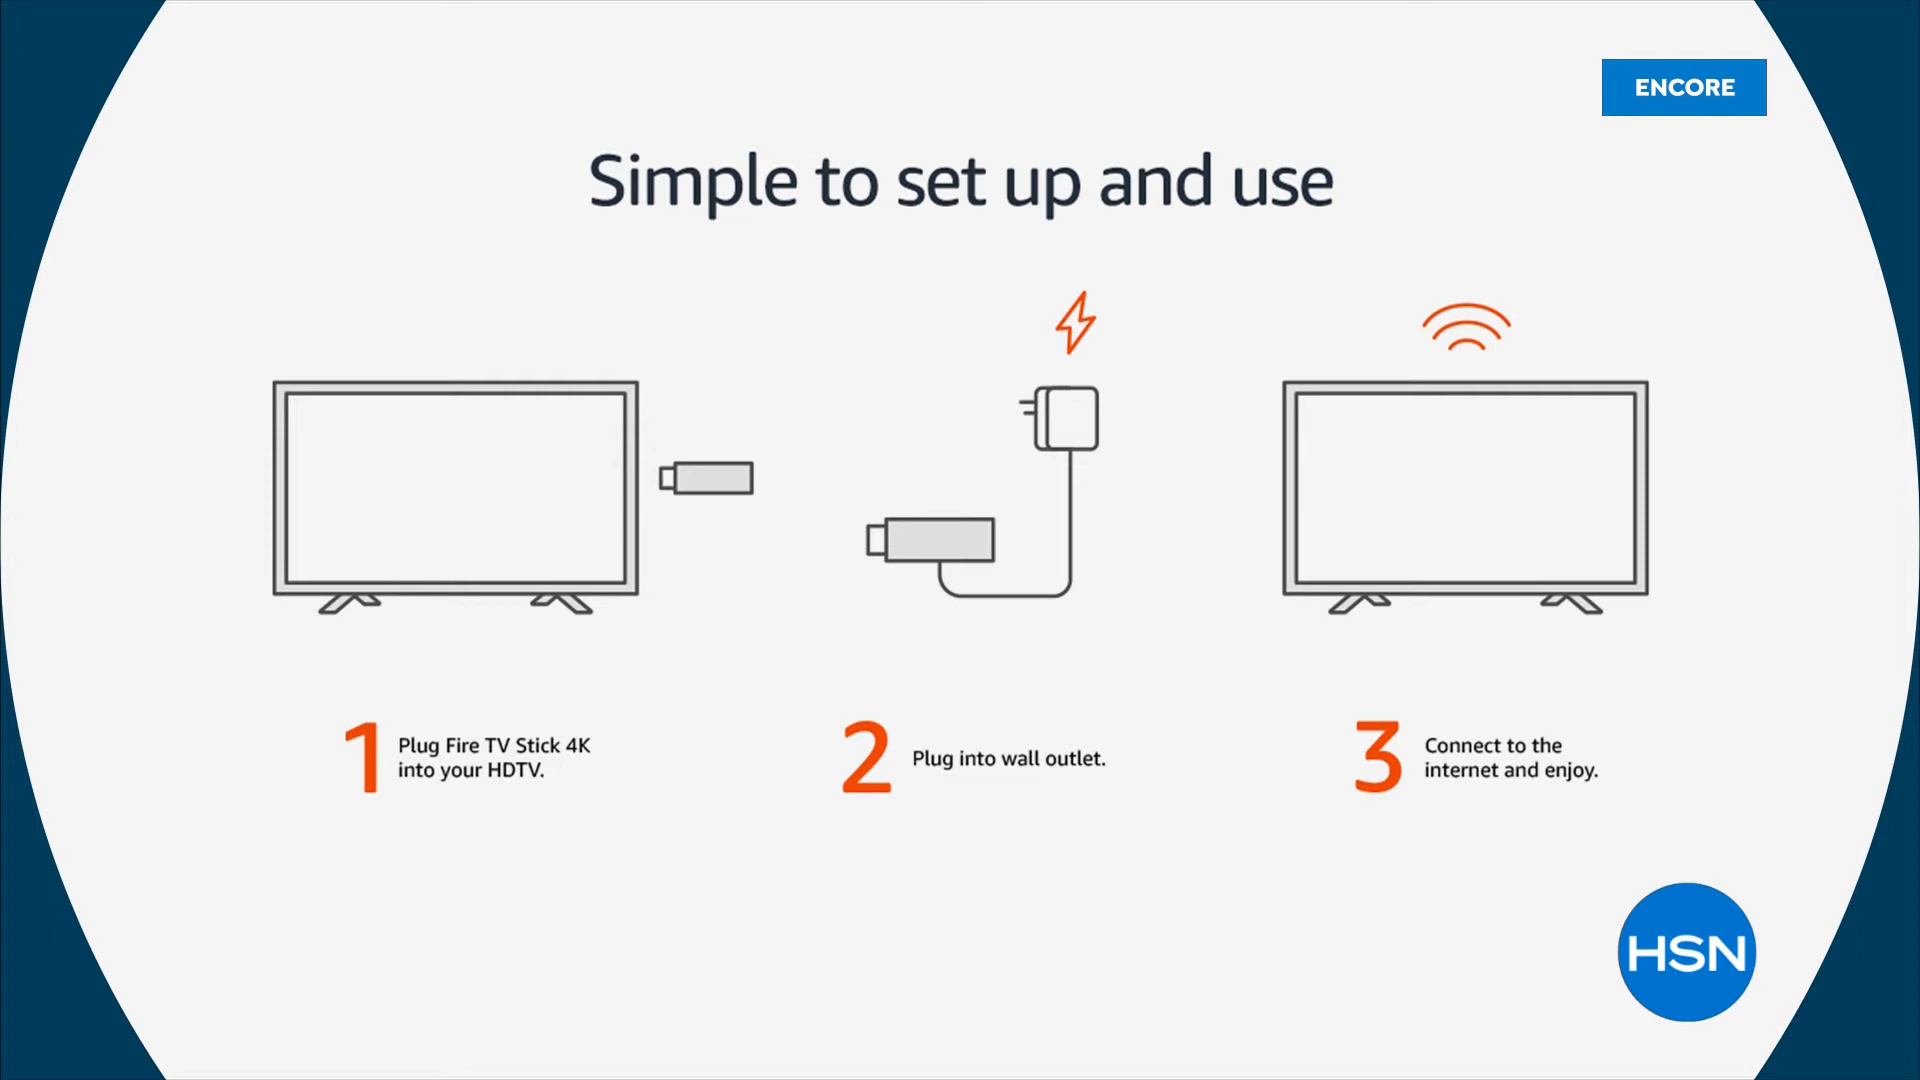 ENCORE
Simple to set up and use
1
Plug Fire TV Stick 4K
into your HDTV.
2
Plug into wall outlet.
3
Connect to the
internet and enjoy.
HSN